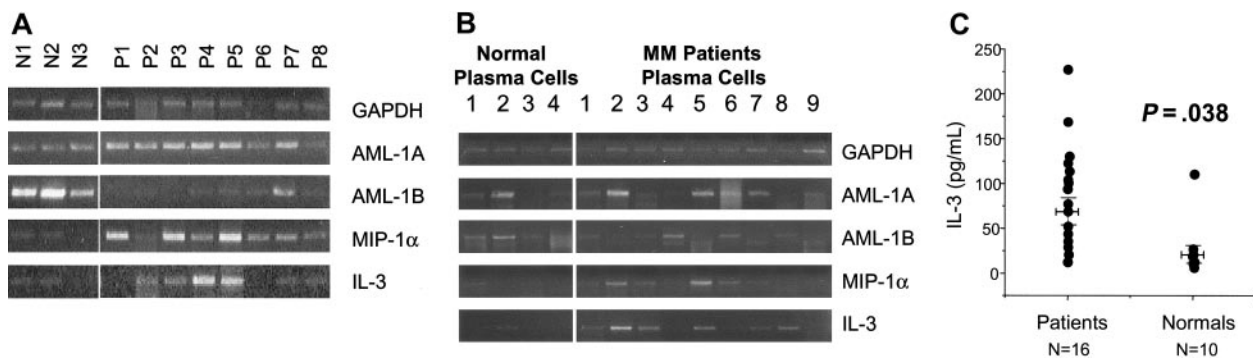 A
N1 N2 N3 P1 P2 P3 P4 P5 P6 P7 P8
GAPDH
AML-1A
AML-1B
MIP-1α
IL-3
B
Normal Plasma Cells
MM Patients Plasma Cells
1 2 3 4 1 2 3 4 5 6 7 8 9
GAPDH
AML-1A
AML-1B
MIP-1α
IL-3
C
250
200
150
100
50
0
IL-3 (pg/mL)
P = .038
Patients
N=16
Normals
N=10